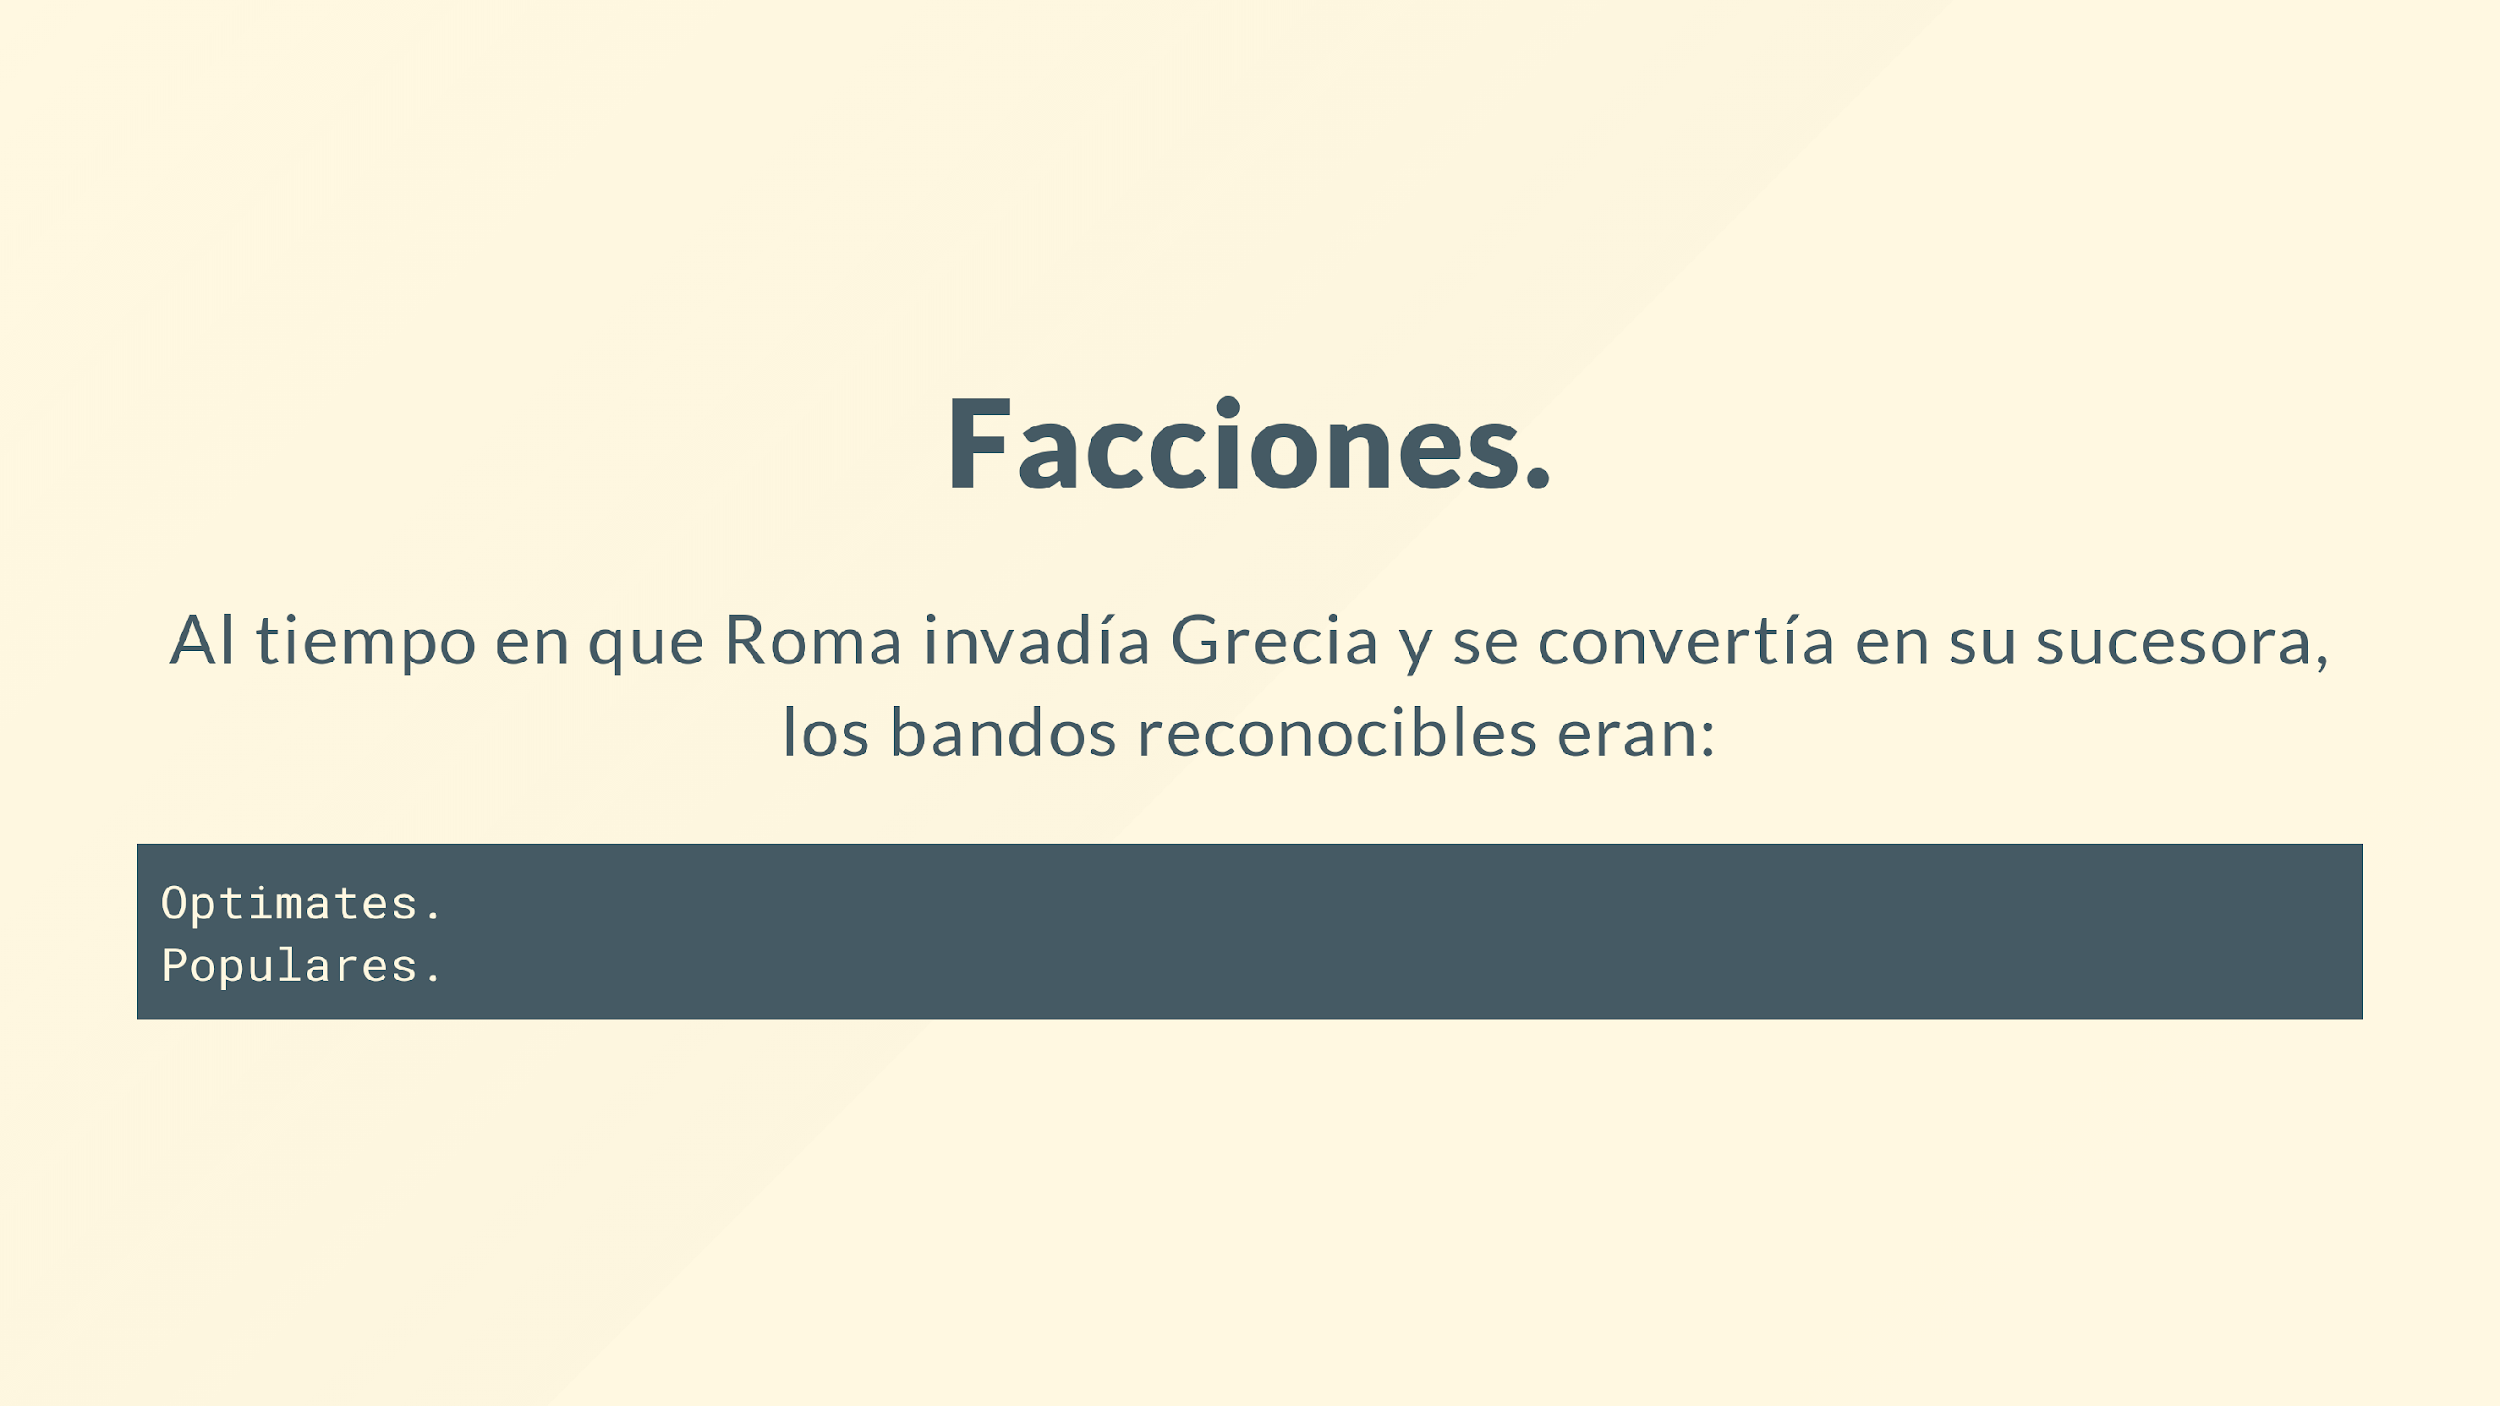 Facciones.
Al tiempo en que Roma invadía Grecia y se convertía en su sucesora,
los bandos reconocibles eran:
Optimates.
Populares.